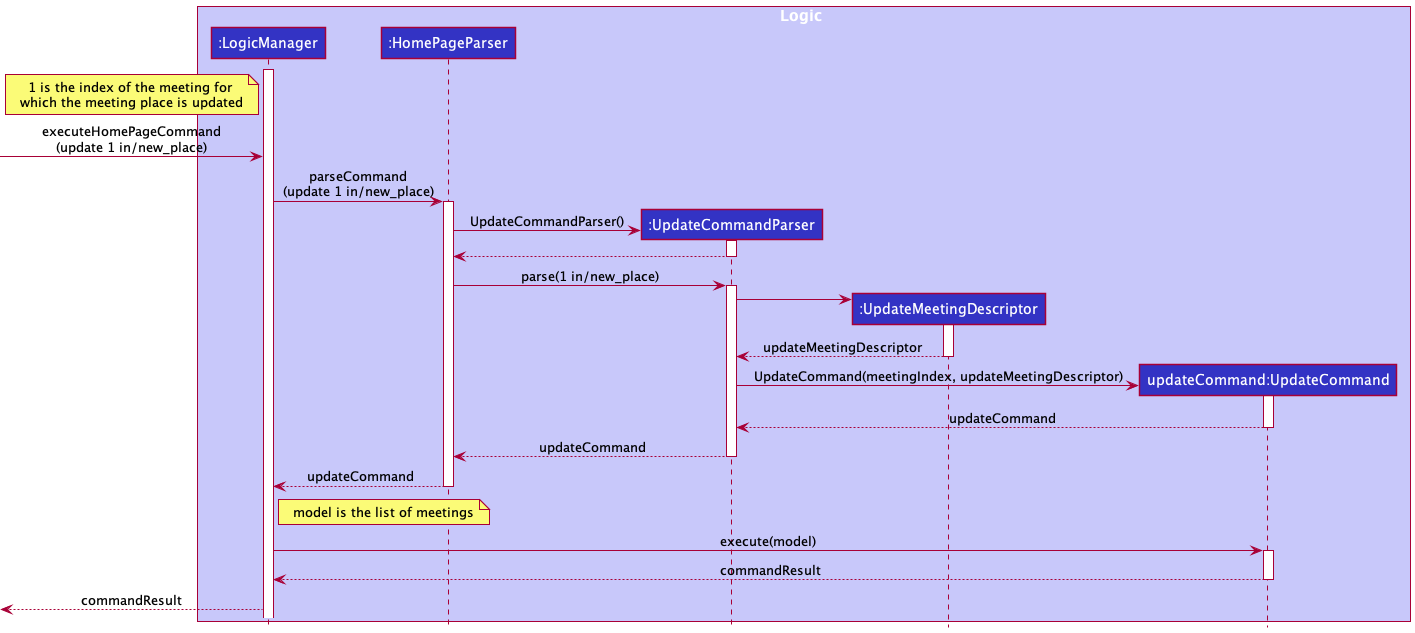 Logic
:LogicManager
:HomePageParser
1 is the index of the meeting for
which the meeting place is updated
executeHomePageCommand
(update 1 in/new_place)
parseCommand
(update 1 in/new_place)
UpdateCommandParser()
:UpdateCommandParser
parse(1 in/new_place)
:UpdateMeetingDescriptor
updateMeetingDescriptor
UpdateCommand(meetingIndex, updateMeetingDescriptor)
updateCommand:UpdateCommand
updateCommand
updateCommand
updateCommand
model is the list of meetings
execute(model)
commandResult
commandResult